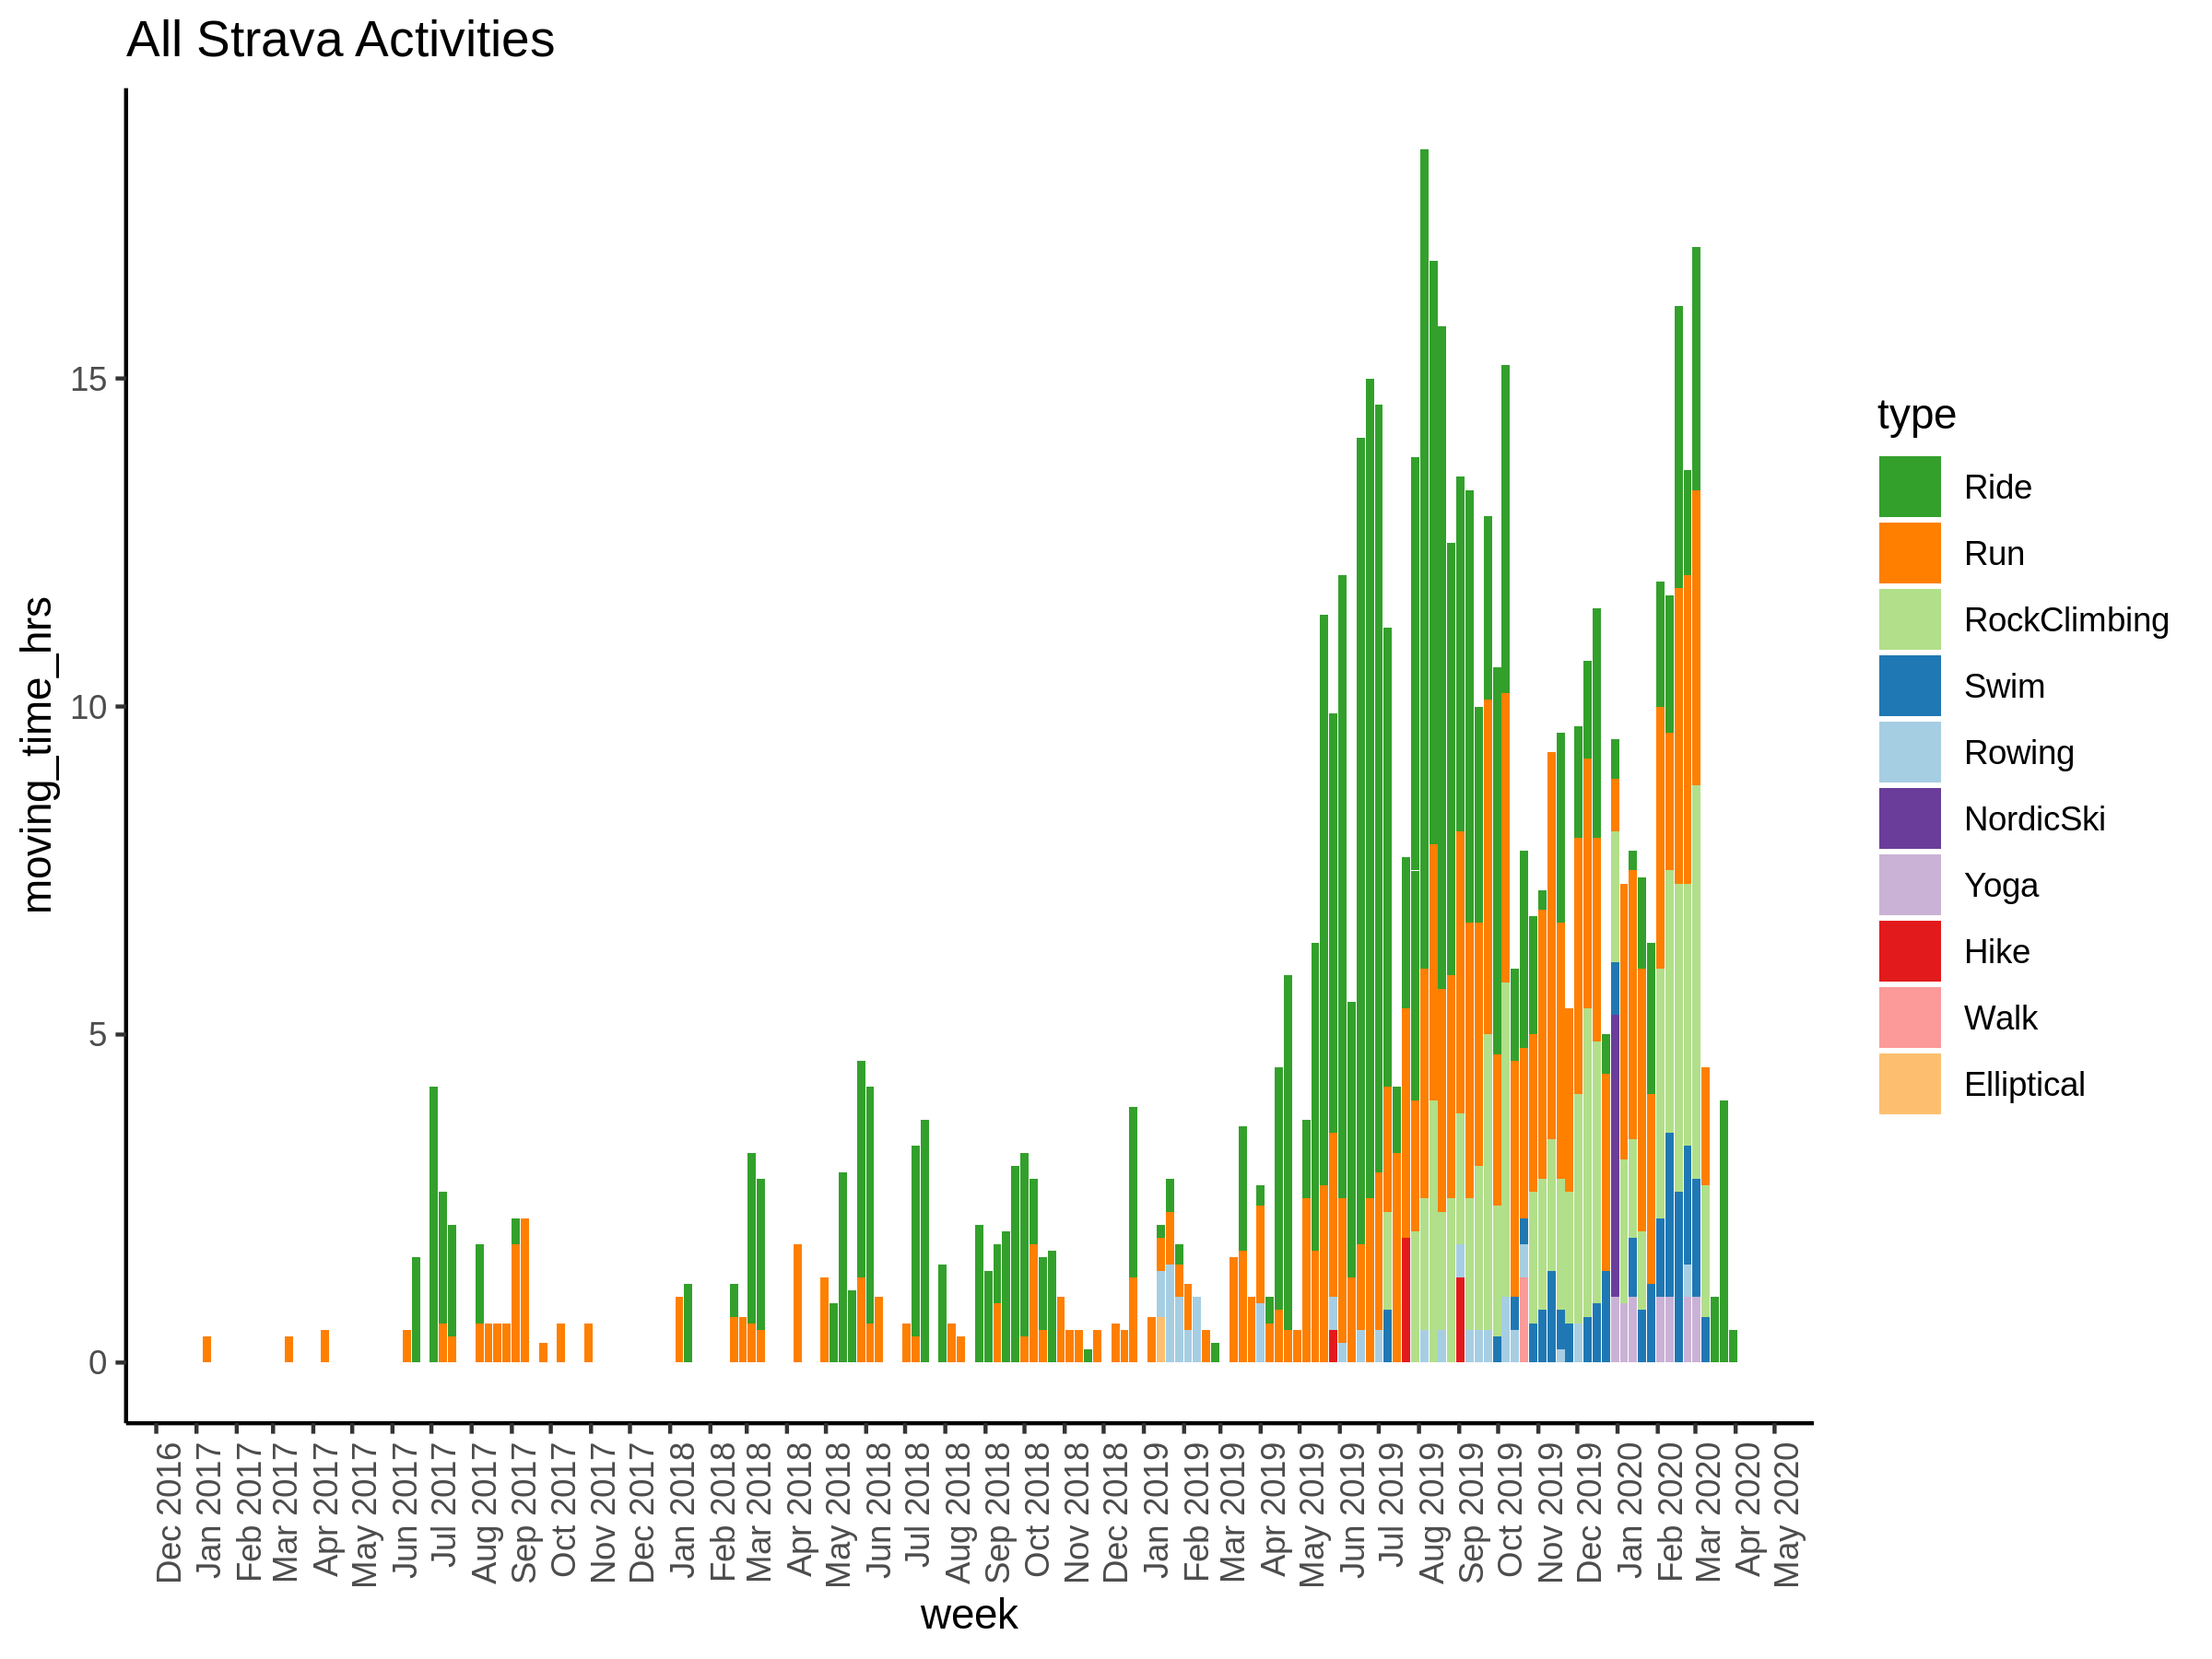 All Strava Activities
moving_time_hrs
15
10
5
0
Dec 2016
Jan 2017
Feb 2017
Mar 2017
Apr 2017
May 2017
Jun 2017
Jul 2017
Aug 2017
Sep 2017
Oct 2017
Nov 2017
Dec 2017
Jan 2018
Feb 2018
Mar 2018
Apr 2018
May 2018
Jun 2018
Jul 2018
Aug 2018
Sep 2018
Oct 2018
Nov 2018
Dec 2018
Jan 2019
Feb 2019
Mar 2019
Apr 2019
May 2019
Jun 2019
Jul 2019
Aug 2019
Sep 2019
Oct 2019
Nov 2019
Dec 2019
Jan 2020
Feb 2020
Mar 2020
Apr 2020
May 2020
week
type
Ride
Run
RockClimbing
Swim
Rowing
NordicSki
Yoga
Hike
Walk
Elliptical